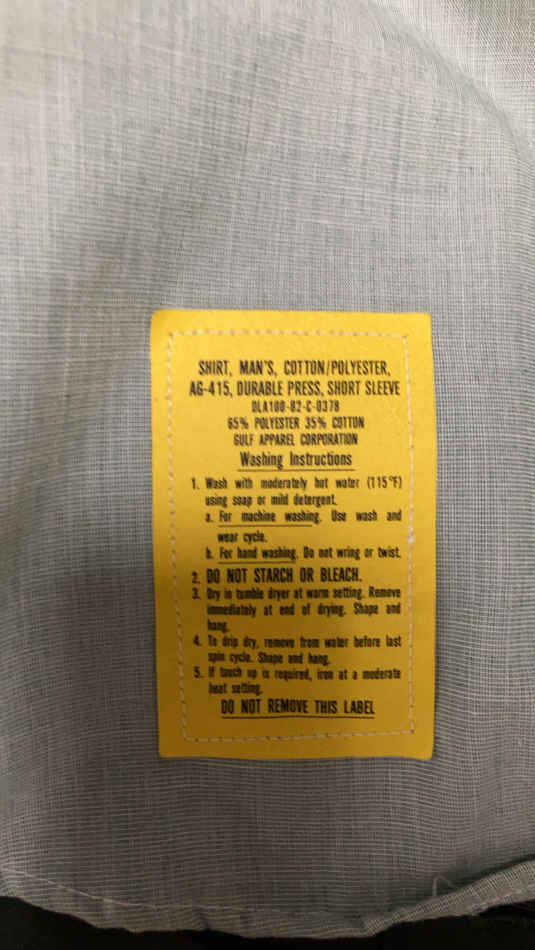 SHIRT, MAN'S, COTTON/POLYESTER,
AG-415, DURABLE PRESS, SHORT SLEEVE
DLA100-82-C-0378
65% POLYESTER 35% COTTON
GULF APPAREL CORPORATION
Washing Instructions
1. Wash with moderately hot water (115°F)
using soap or mild detergent.
a. For machine washing. Use wash and
wear cycle.
b. For hand washing. Do not wring or twist.
2. DO NOT STARCH OR BLEACH.
3. Dry in tumble dryer at warm setting. Remove
immediately at end of drying. Shape and
hang.
4. To drip dry, remove from water before last
spin cycle. Shape and hang.
5. If touch up is required, iron at a moderate
heat setting.
DO NOT REMOVE THIS LABEL